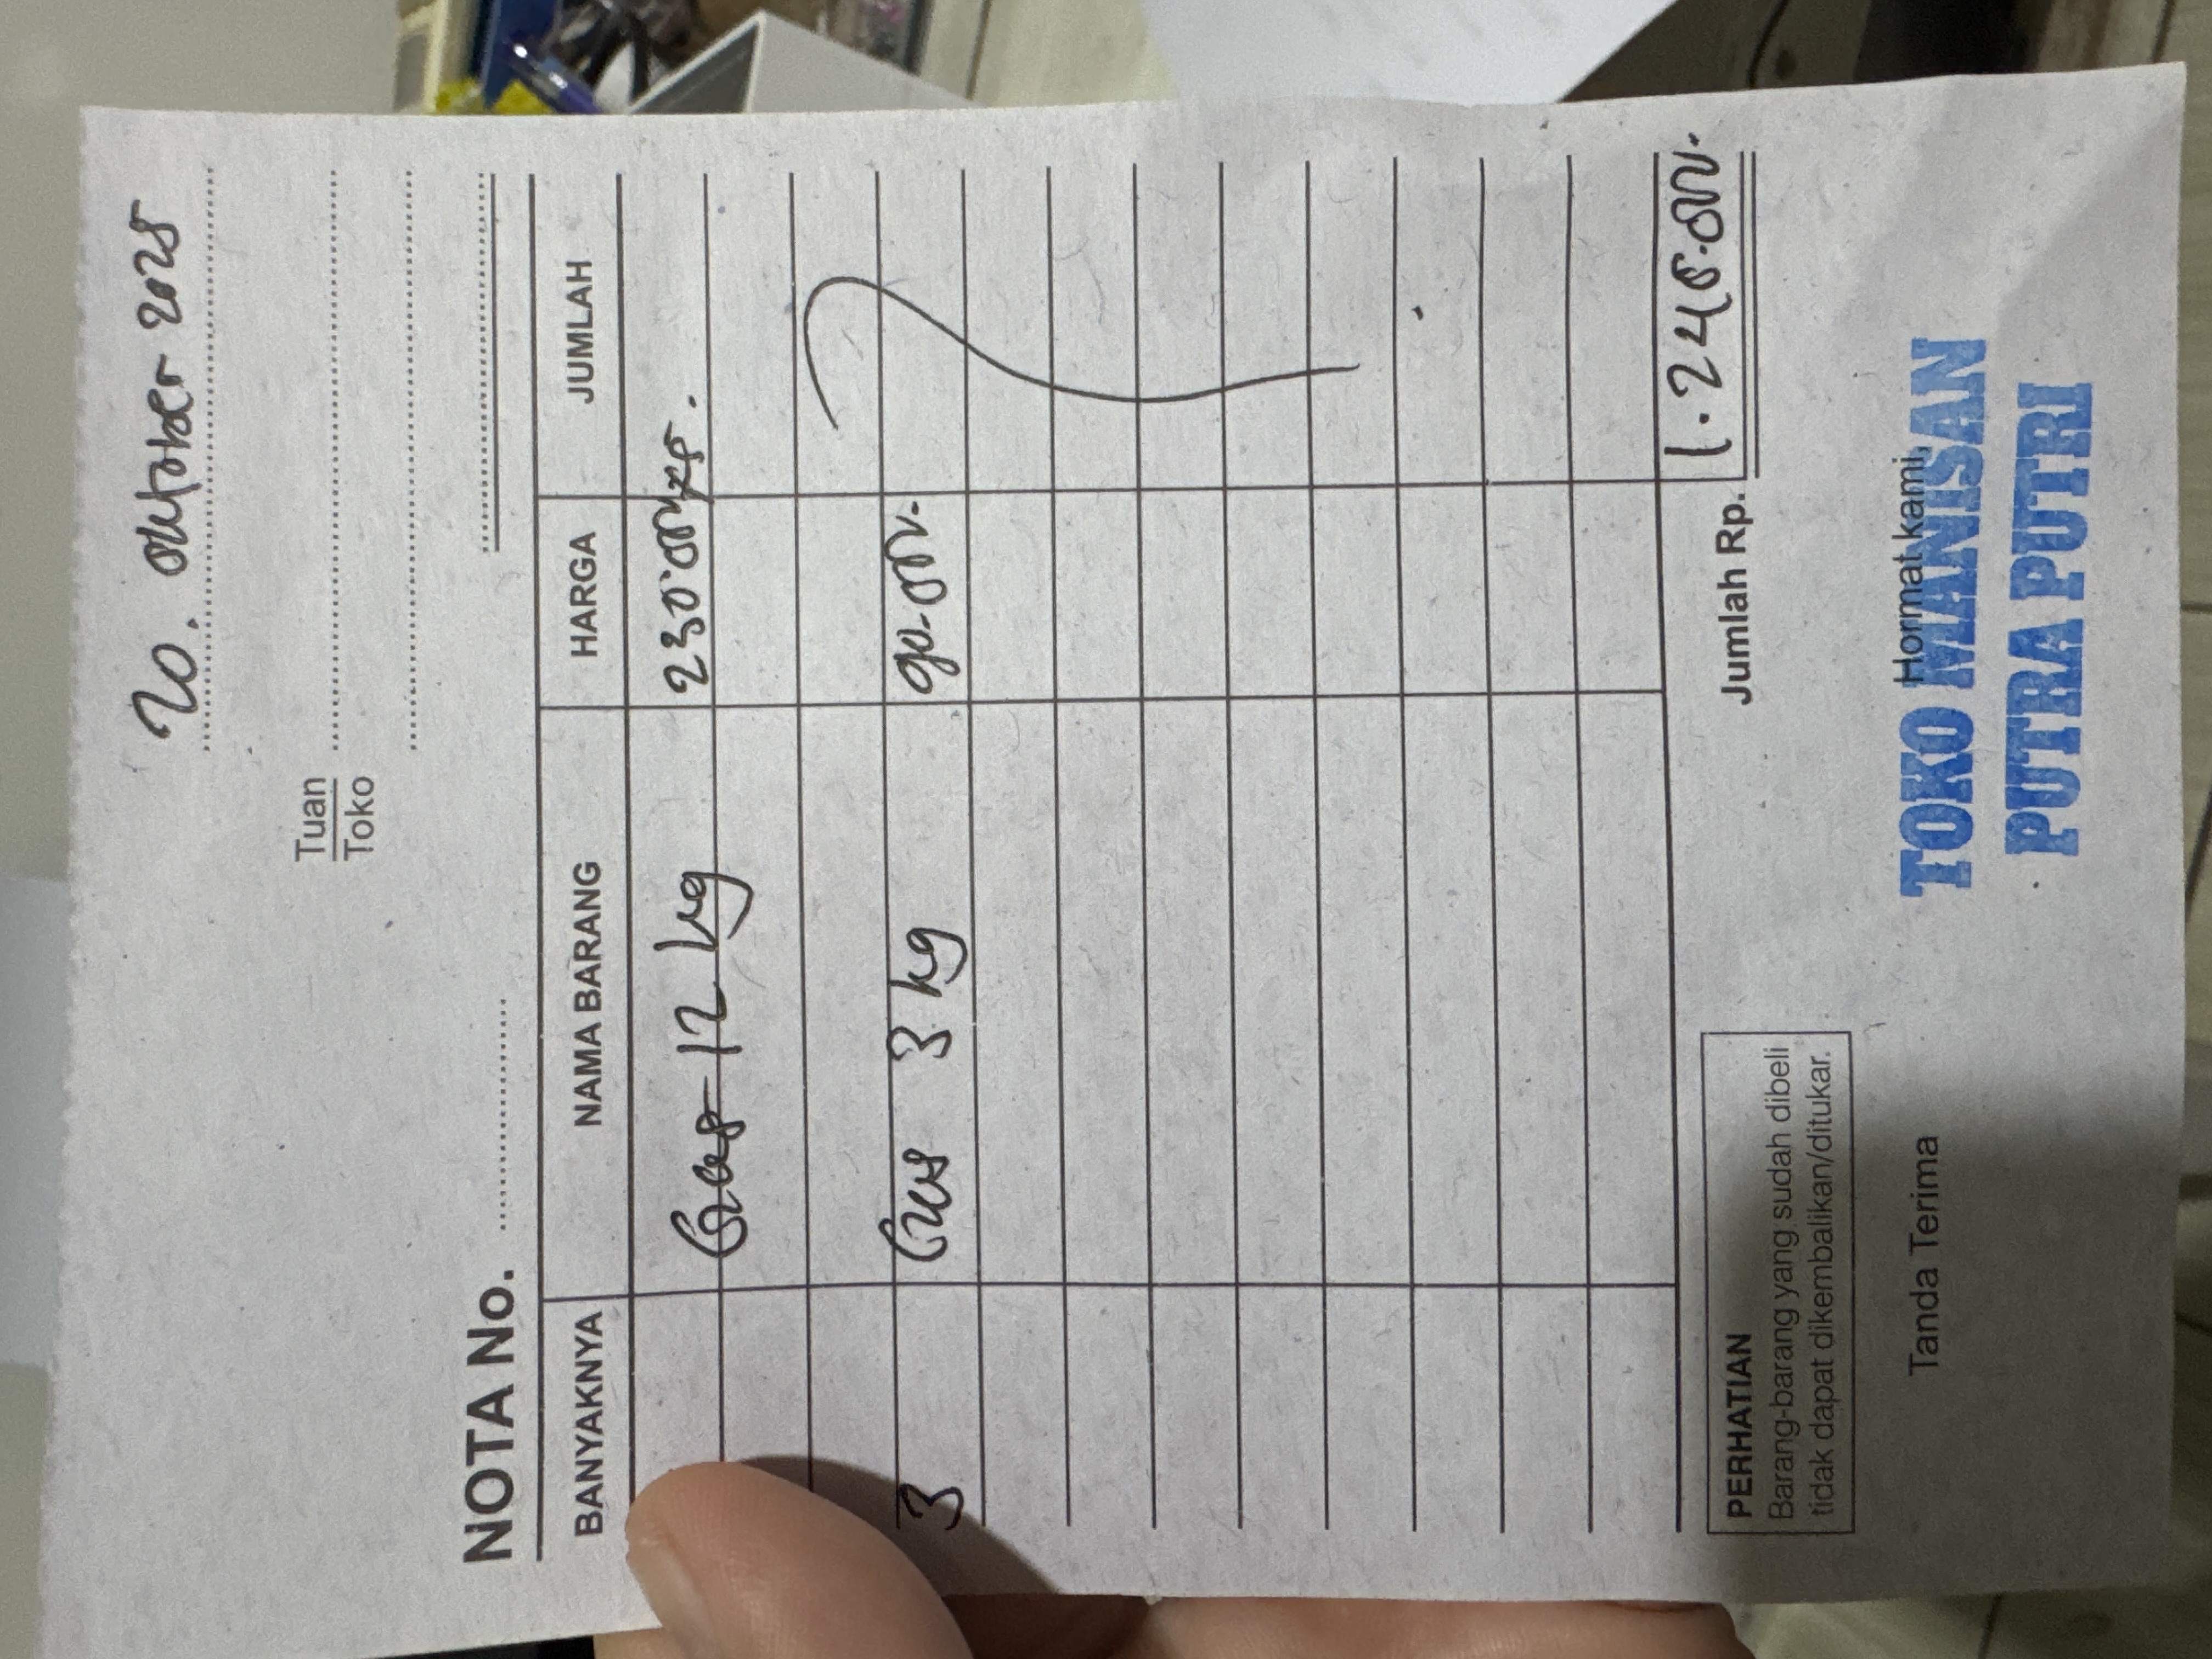 20. oktober 2025
Tuan
Toko
NOTA No.
BANYAKNYA NAMA BARANG HARGA JUMLAH
Gas 12 kg 230.000
3 Gas 3 kg 90.000.
Jumlah Rp. 1.245.000.
PERHATIAN
Barang-barang yang sudah dibeli
tidak dapat dikembalikan/ditukar.
Tanda Terima Hormat kami,
TOKO MANISAN
PUTRA PUTRI